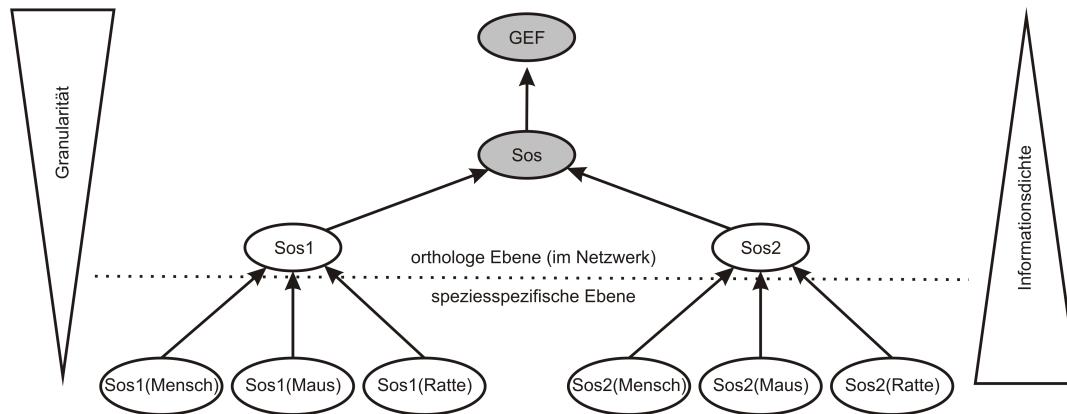 GEF
Granularität
Sos
Informationsdichte
Sos1
Sos2
orthologe Ebene (im Netzwerk)
speziesspezifische Ebene
Sos1(Mensch)
Sos1(Maus)
Sos1(Ratte)
Sos2(Mensch)
Sos2(Maus)
Sos2(Ratte)